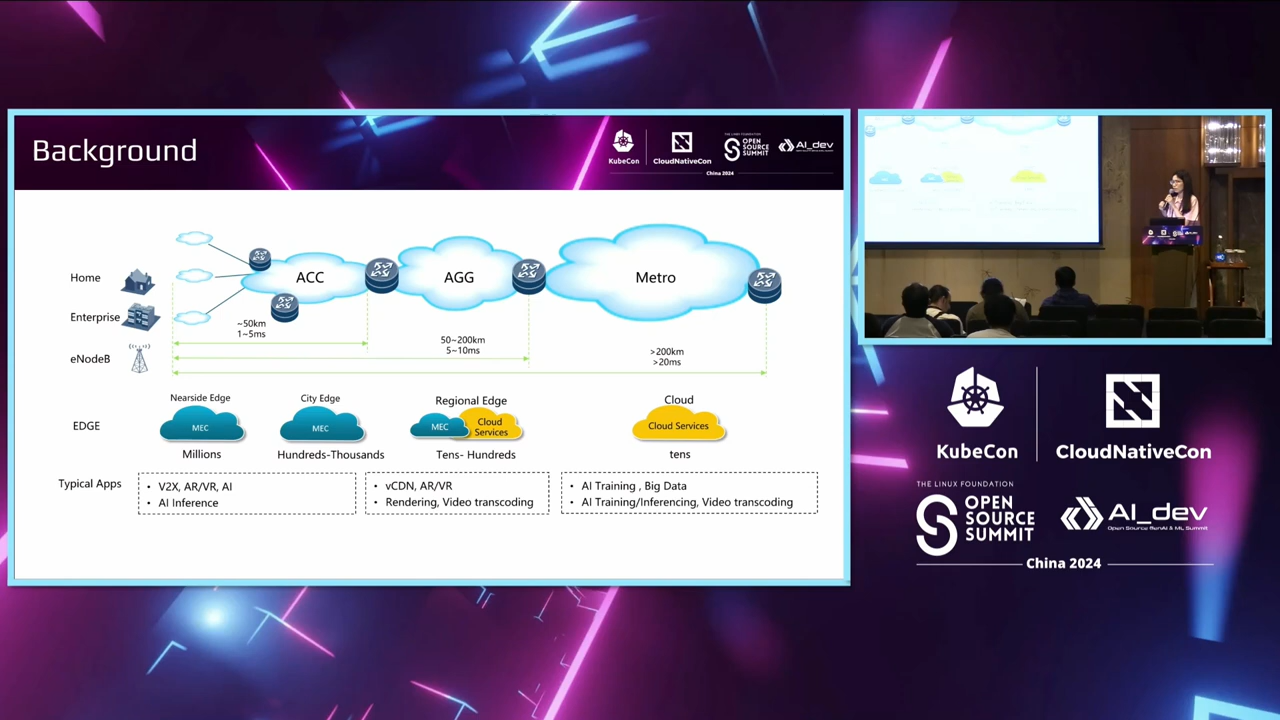 Background
KubeCon
CloudNativeCon
THE LINUX FOUNDATION
OPEN
SOURCE
SUMMIT
AI_dev
China 2024
Home
Enterprise
eNodeB
ACC
AGG
Metro
~50km
1~5ms
50~200km
5~10ms
>200km
>20ms
EDGE
Nearside Edge
MEC
Millions
City Edge
MEC
Hundreds-Thousands
Regional Edge
MEC
Cloud
Services
Tens- Hundreds
Cloud
Cloud Services
tens
Typical Apps
• V2X, AR/VR, AI
• AI Inference
• vCDN, AR/VR
• Rendering, Video transcoding
• AI Training , Big Data
• AI Training/Inferencing, Video transcoding
KubeCon
CloudNativeCon
THE LINUX FOUNDATION
OPEN
SOURCE
SUMMIT
AI_dev
Open Source GenAI & ML Summit
China 2024